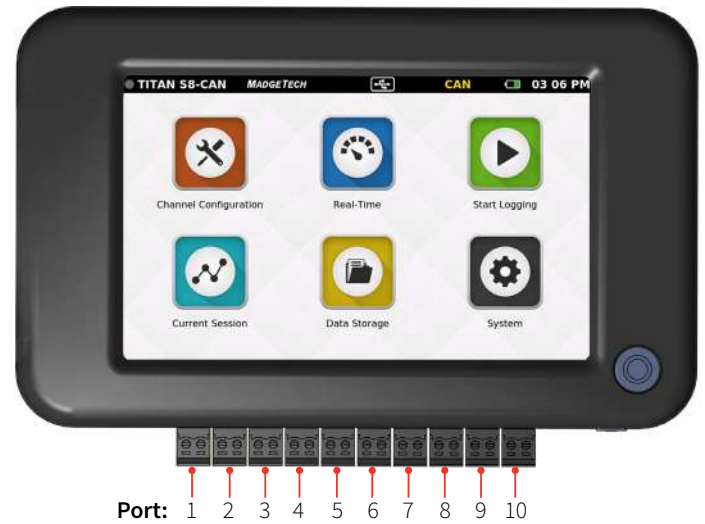 TITAN S8-CAN MADGETECH CAN 03 06 PM
Channel Configuration Real-Time Start Logging
Current Session Data Storage System
Port: 1 2 3 4 5 6 7 8 9 10